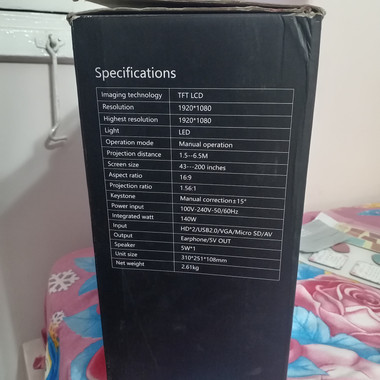 Specifications
Imaging technology TFT LCD
Resolution 1920*1080
Highest resolution 1920*1080
Light LED
Operation mode Manual operation
Projection distance 1.5--6.5M
Screen size 43---200 inches
Aspect ratio 16:9
Projection ratio 1.56:1
Keystone Manual correction±15°
Power input 100V-240V-50/60Hz
Integrated watt 140W
Input HD*2/USB2.0/VGA/Micro SD/AV
Output Earphone/5V OUT
Speaker 5W*1
Unit size 310*251*108mm
Net weight 2.61kg